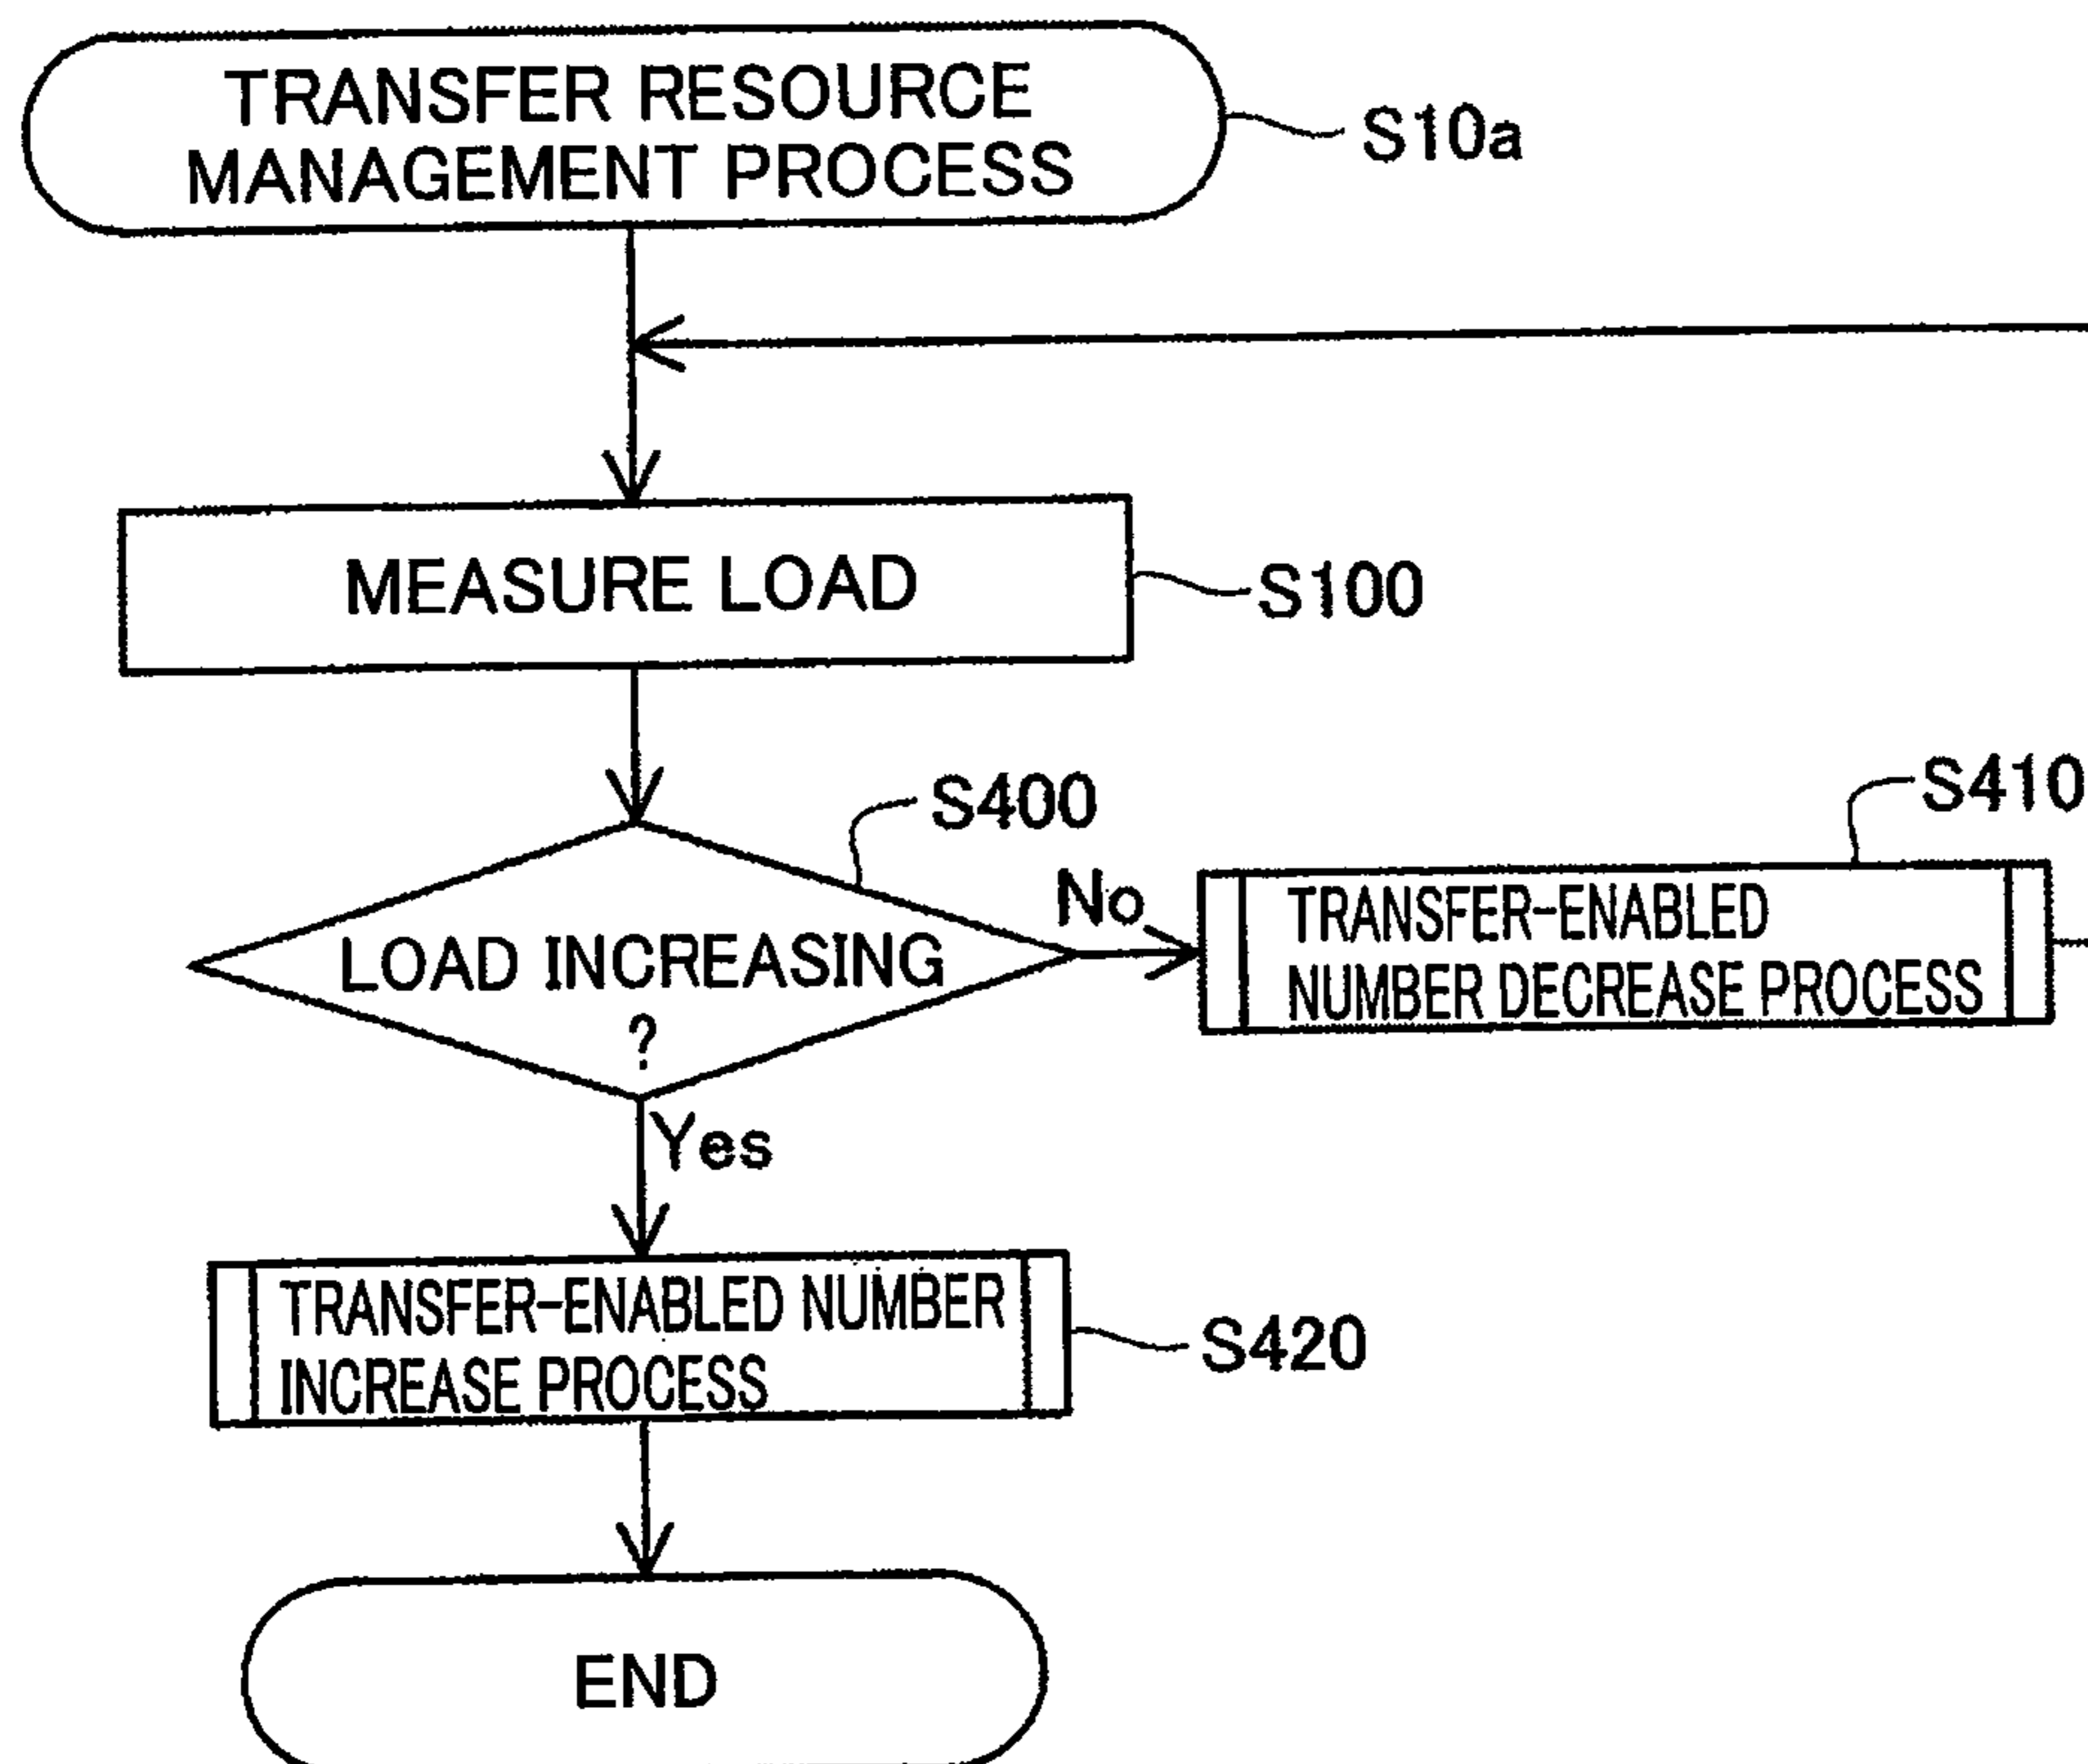 TRANSFER RESOURCE
MANAGEMENT PROCESS
S10a
MEASURE LOAD
S100
S400
LOAD INCREASING
?
No
S410
TRANSFER-ENABLED
NUMBER DECREASE PROCESS
Yes
TRANSFER-ENABLED NUMBER
INCREASE PROCESS
S420
END